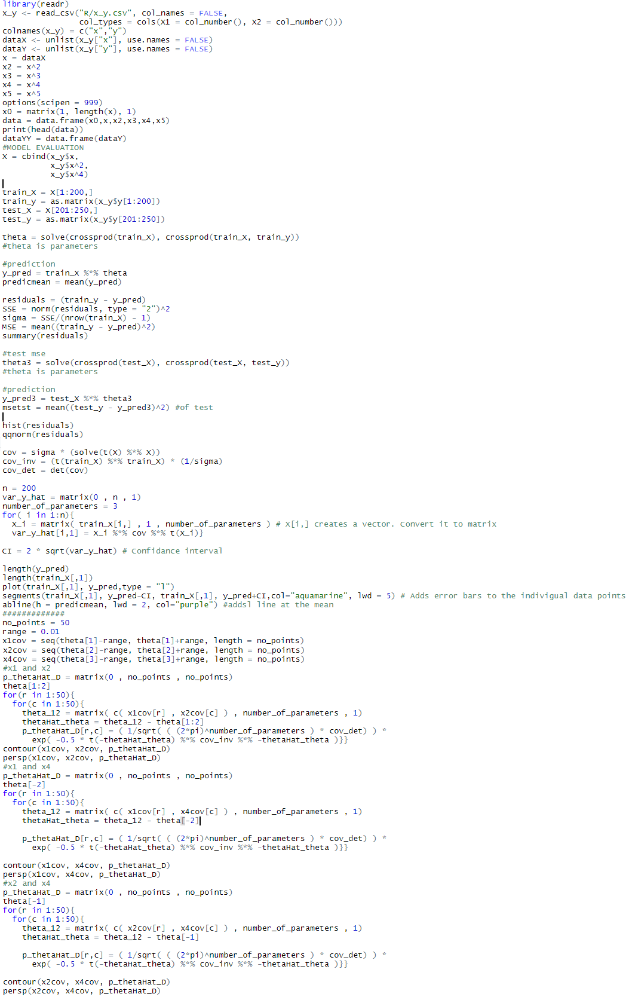 library(readr)
x_y <- read_csv("R/x_y.csv", col_names = FALSE,
                col_types = cols(X1 = col_number(), X2 = col_number()))
colnames(x_y) = c("x","y")
dataX <- unlist(x_y["x"], use.names = FALSE)
dataY <- unlist(x_y["y"], use.names = FALSE)
x = dataX
x2 = x^2
x3 = x^3
x4 = x^4
x5 = x^5
options(scipen = 999)
x0 = matrix(1, length(x), 1)
data = data.frame(x0,x,x2,x3,x4,x5)
print(head(data))
dataYY = data.frame(dataY)
#MODEL EVALUATION
X = cbind(x_y$x,
          x_y$x^2,
          x_y$x^4)
train_X = X[1:200,]
train_y = as.matrix(x_y$y[1:200])
test_X = X[201:250,]
test_y = as.matrix(x_y$y[201:250])
theta = solve(crossprod(train_X), crossprod(train_X, train_y))
#theta is parameters
#prediction
y_pred = train_X %*% theta
predicmean = mean(y_pred)
residuals = (train_y - y_pred)
SSE = norm(residuals, type = "2")^2
sigma = SSE/(nrow(train_X) - 1)
MSE = mean((train_y - y_pred)^2)
summary(residuals)
#test mse
theta3 = solve(crossprod(test_X), crossprod(test_X, test_y))
#theta is parameters
#prediction
y_pred3 = test_X %*% theta3
msetst = mean((test_y - y_pred3)^2) #of test
hist(residuals)
qqnorm(residuals)
cov = sigma * (solve(t(X) %*% X))
cov_inv = (t(train_X) %*% train_X) * (1/sigma)
cov_det = det(cov)
n = 200
var_y_hat = matrix(0 , n , 1)
number_of_parameters = 3
for( i in 1:n){
  X_i = matrix( train_X[i,] , 1 , number_of_parameters ) # X[i,] creates a vector. Convert it to matrix
  var_y_hat[i,1] = X_i %*% cov %*% t(X_i)}
CI = 2 * sqrt(var_y_hat) # Confidance interval
length(y_pred)
length(train_X[,1])
plot(train_X[,1], y_pred,type = "l")
segments(train_X[,1], y_pred-CI, train_X[,1], y_pred+CI,col="aquamarine", lwd = 5) # Adds error bars to the indivigual data points
abline(h = predicmean, lwd = 2, col="purple") #addsl line at the mean
#############
no_points = 50
range = 0.01
x1cov = seq(theta[1]-range, theta[1]+range, length = no_points)
x2cov = seq(theta[2]-range, theta[2]+range, length = no_points)
x4cov = seq(theta[3]-range, theta[3]+range, length = no_points)
#x1 and x2
p_thetaHat_D = matrix(0 , no_points , no_points)
theta[1:2]
for(r in 1:50){
  for(c in 1:50){
    theta_12 = matrix( c( x1cov[r] , x2cov[c] ) , number_of_parameters , 1)
    thetaHat_theta = theta_12 - theta[1:2]
    p_thetaHat_D[r,c] = ( 1/sqrt( ( (2*pi)^number_of_parameters ) * cov_det) ) *
      exp( -0.5 * t(-thetaHat_theta) %*% cov_inv %*% -thetaHat_theta )}}
contour(x1cov, x2cov, p_thetaHat_D)
persp(x1cov, x2cov, p_thetaHat_D)
#x1 and x4
p_thetaHat_D = matrix(0 , no_points , no_points)
theta[-2]
for(r in 1:50){
  for(c in 1:50){
    theta_12 = matrix( c( x1cov[r] , x4cov[c] ) , number_of_parameters , 1)
    thetaHat_theta = theta_12 - theta[-2]
    p_thetaHat_D[r,c] = ( 1/sqrt( ( (2*pi)^number_of_parameters ) * cov_det) ) *
      exp( -0.5 * t(-thetaHat_theta) %*% cov_inv %*% -thetaHat_theta )}}
contour(x1cov, x4cov, p_thetaHat_D)
persp(x1cov, x4cov, p_thetaHat_D)
#x2 and x4
p_thetaHat_D = matrix(0 , no_points , no_points)
theta[-1]
for(r in 1:50){
  for(c in 1:50){
    theta_12 = matrix( c( x2cov[r] , x4cov[c] ) , number_of_parameters , 1)
    thetaHat_theta = theta_12 - theta[-1]
    p_thetaHat_D[r,c] = ( 1/sqrt( ( (2*pi)^number_of_parameters ) * cov_det) ) *
      exp( -0.5 * t(-thetaHat_theta) %*% cov_inv %*% -thetaHat_theta )}}
contour(x2cov, x4cov, p_thetaHat_D)
persp(x2cov, x4cov, p_thetaHat_D)